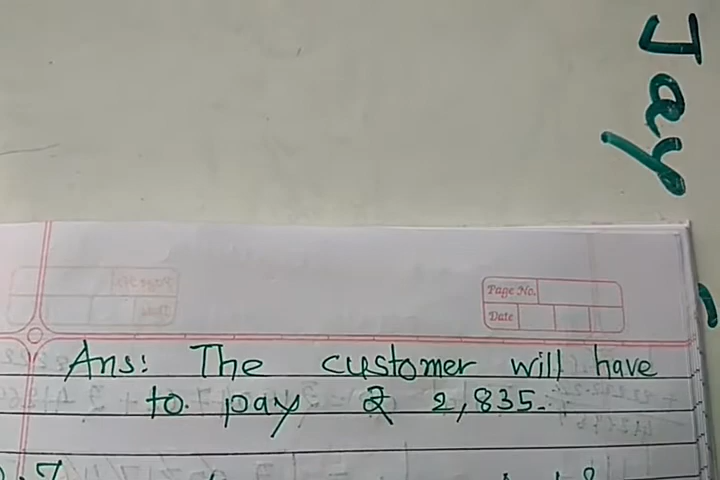 Jay
Page No.
Date
Ans: The customer will have
to pay ₹ 2,835.